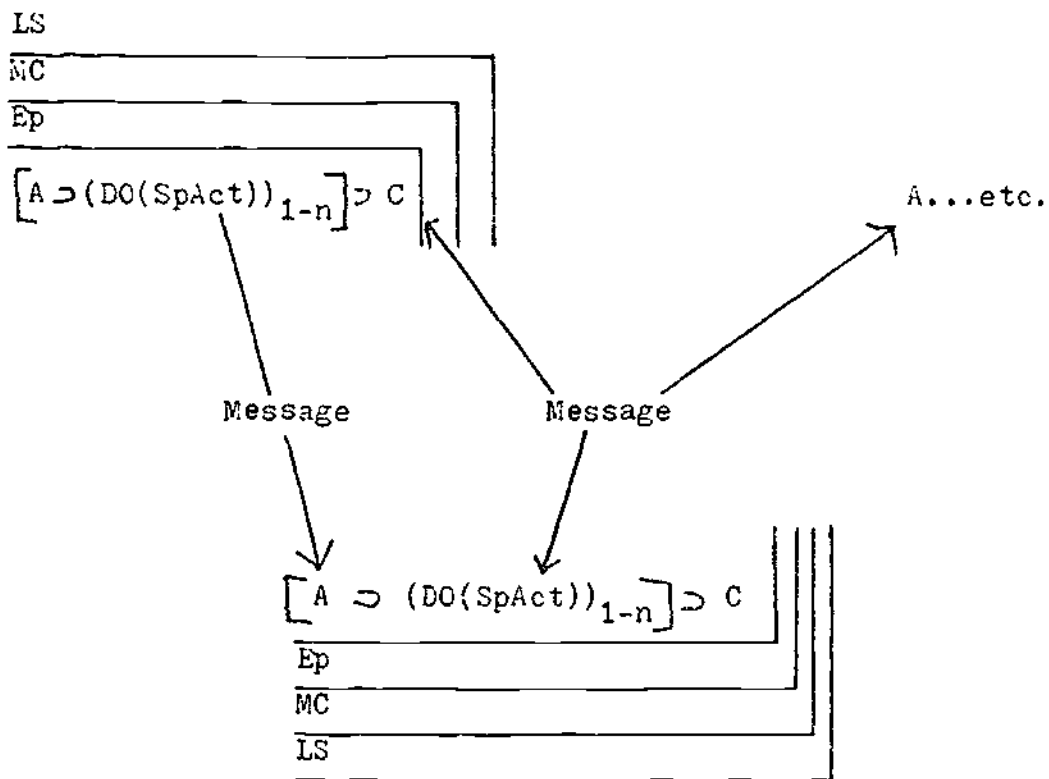 LS
MC
Ep
[A ⊃ (DO(SpAct))1-n] ⊃ C
A...etc.
Message Message
[A ⊃ (DO(SpAct))1-n] ⊃ C
Ep
MC
LS